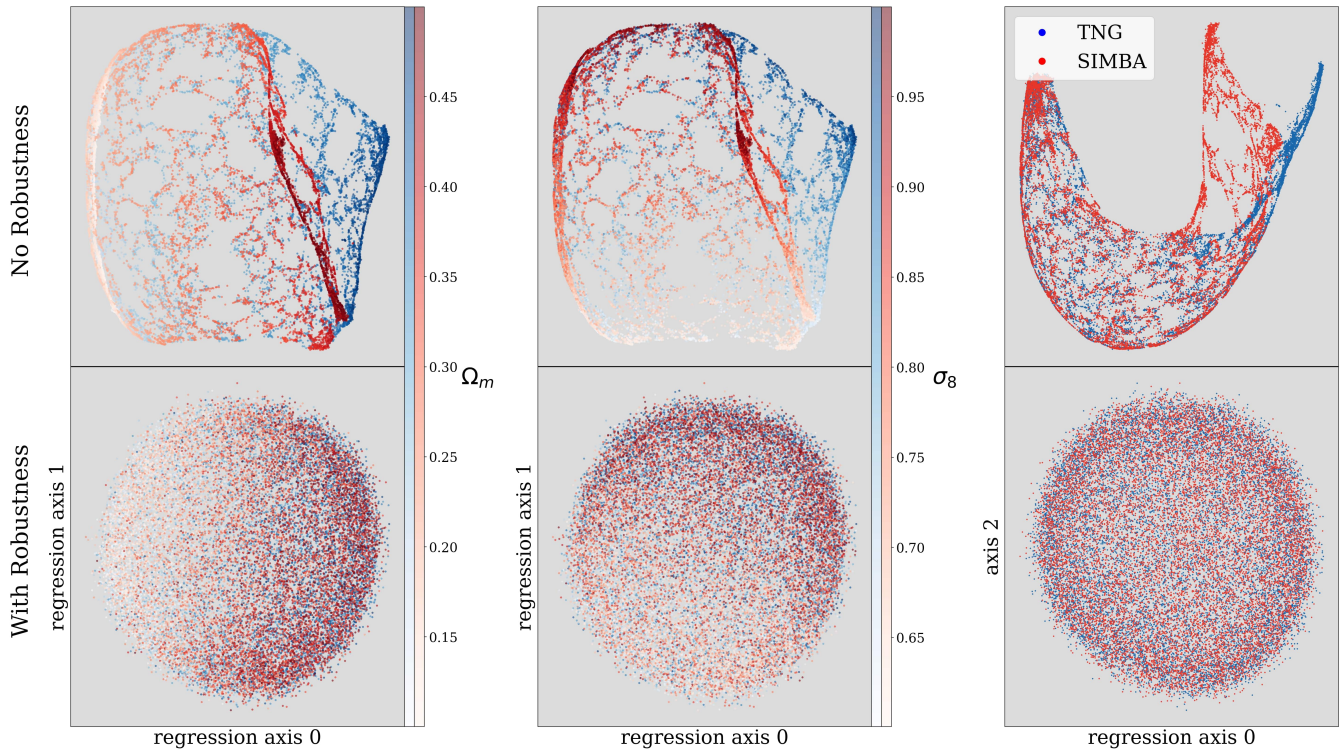 TNG
SIMBA
No Robustness
0.45
0.40
0.35
0.30
0.25
0.20
0.15
Ωm
0.95
0.90
0.85
0.80
0.75
0.70
0.65
σ8
With Robustness
regression axis 1
regression axis 1
axis 2
regression axis 0
regression axis 0
regression axis 0